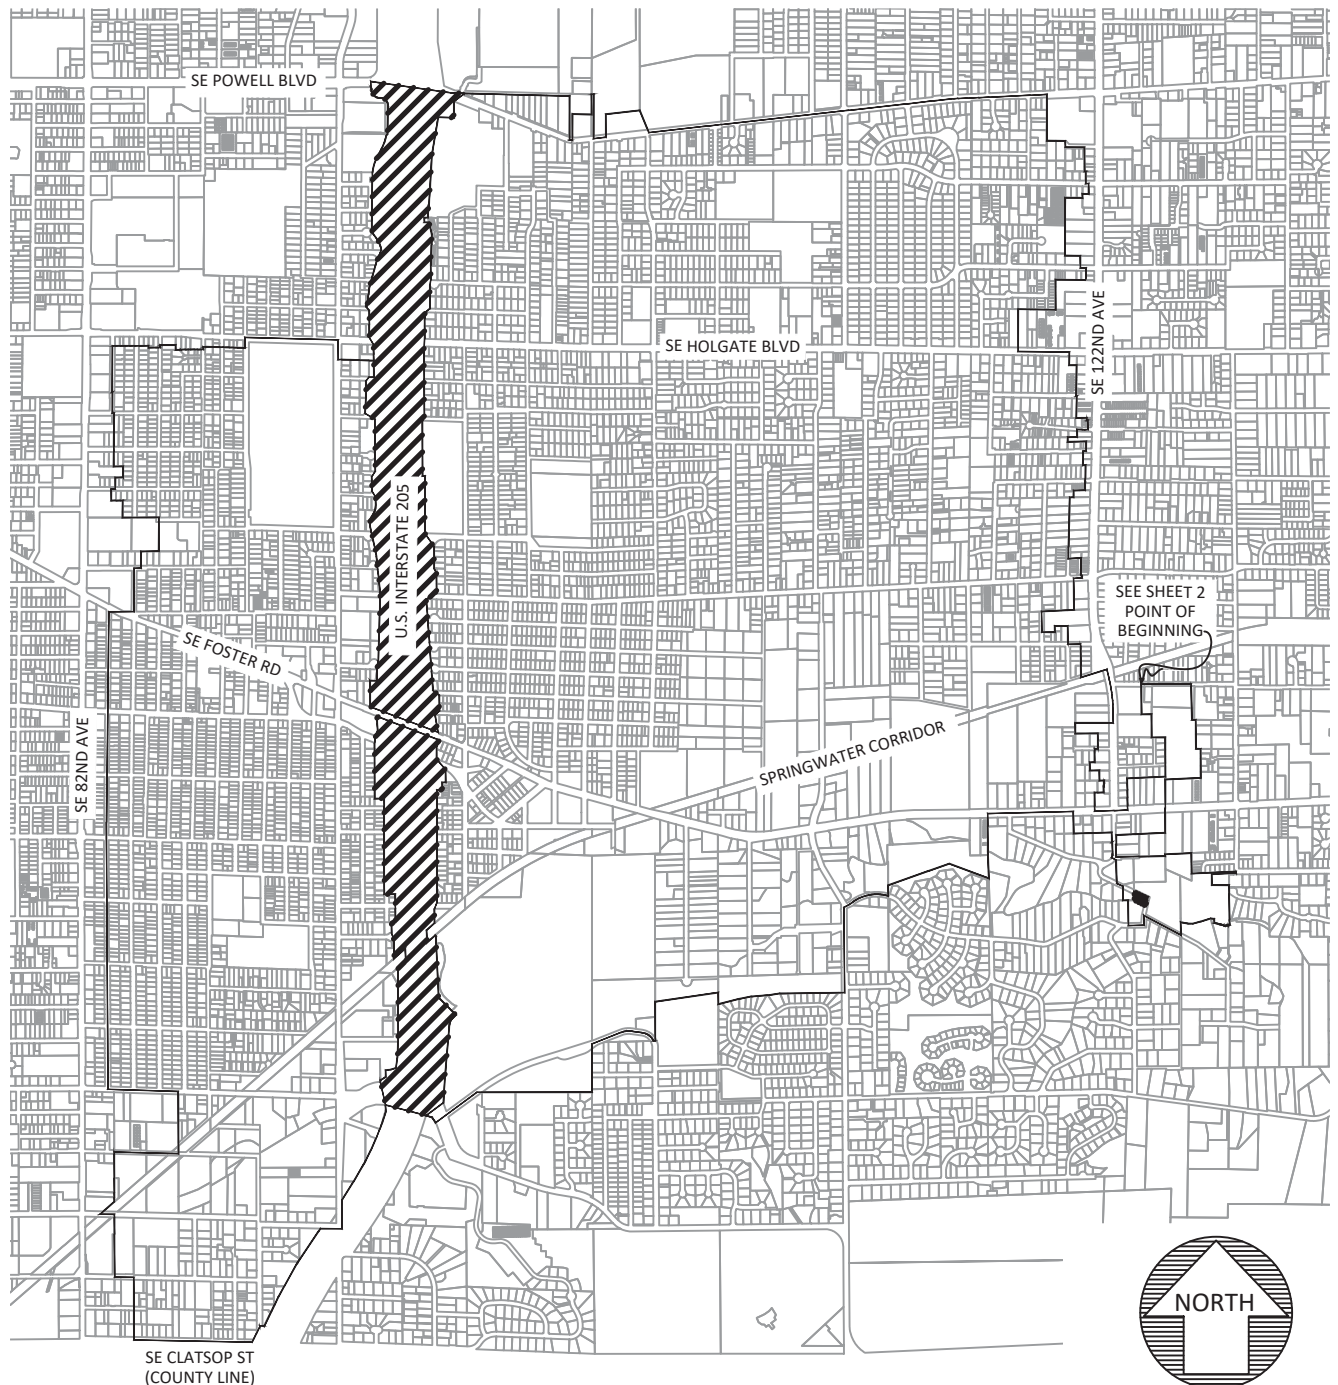 SE POWELL BLVD
SE HOLGATE BLVD
SE 122ND AVE
U.S. INTERSTATE 205
SEE SHEET 2
POINT OF
BEGINNING
SE FOSTER RD
SE 82ND AVE
SPRINGWATER CORRIDOR
NORTH
SE CLATSOP ST
(COUNTY LINE)